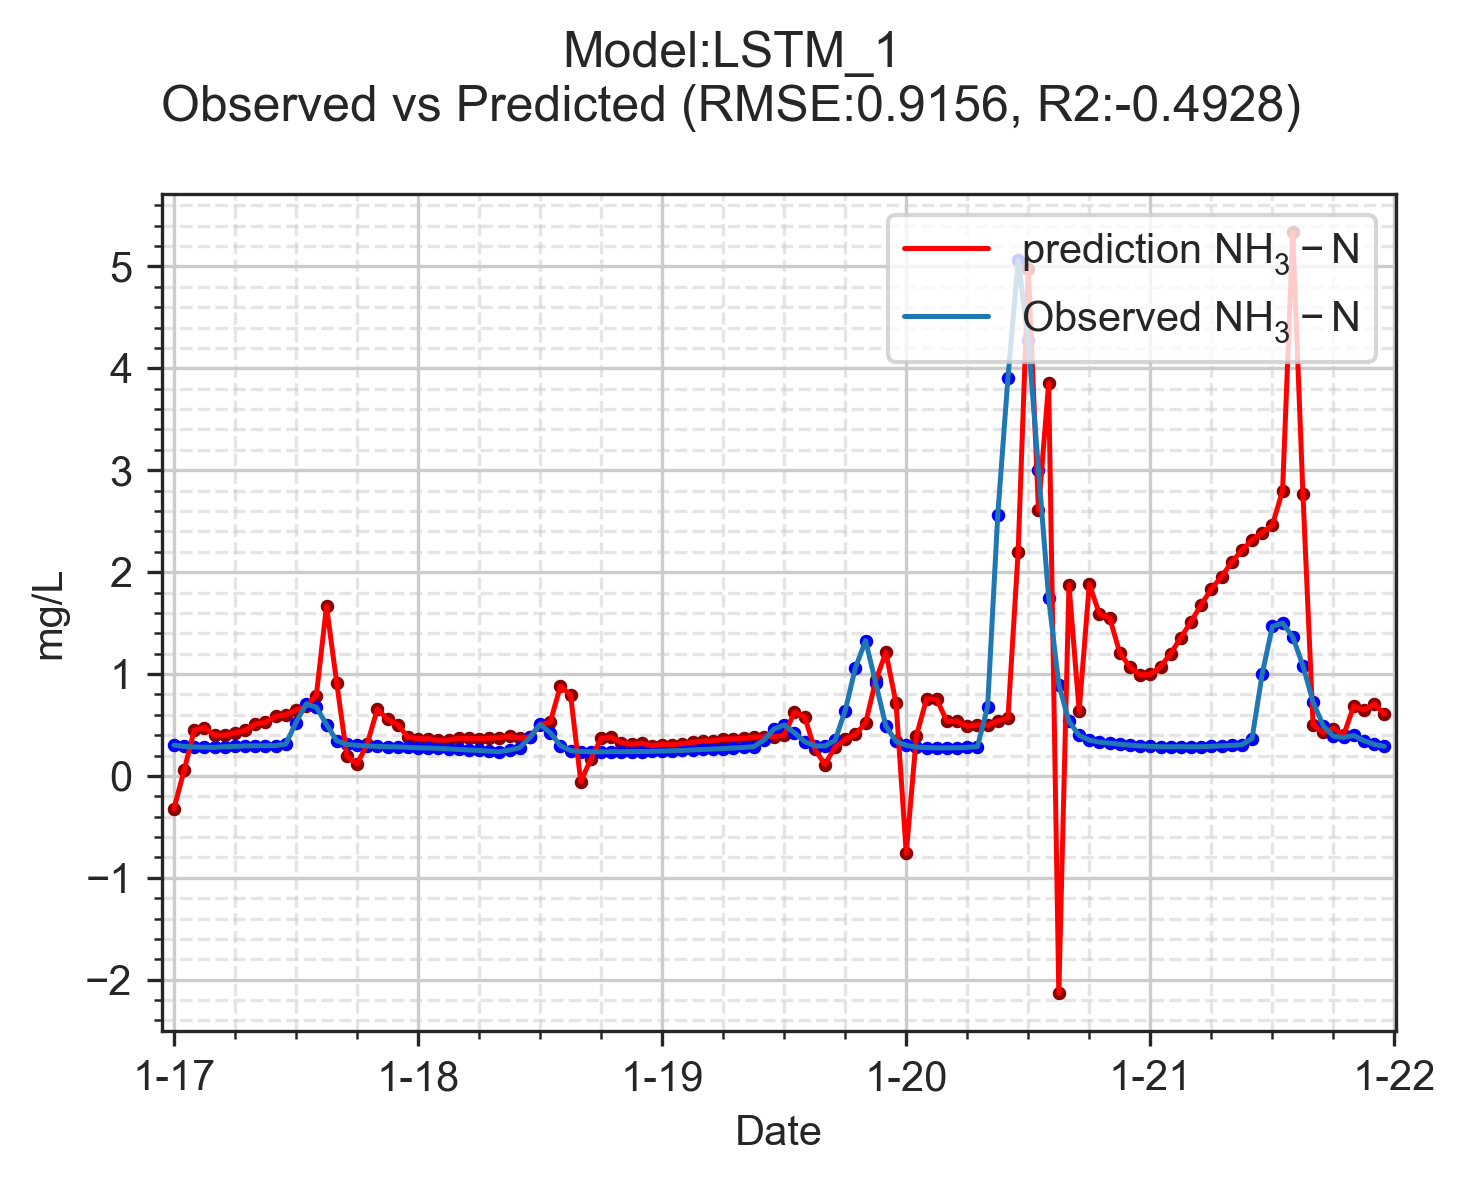 Model:LSTM_1
Observed vs Predicted (RMSE:0.9156, R2:-0.4928)
prediction NH₃ − N
Observed NH₃ − N
5
4
3
2
1
0
−1
−2
mg/L
1-17 1-18 1-19 1-20 1-21 1-22
Date